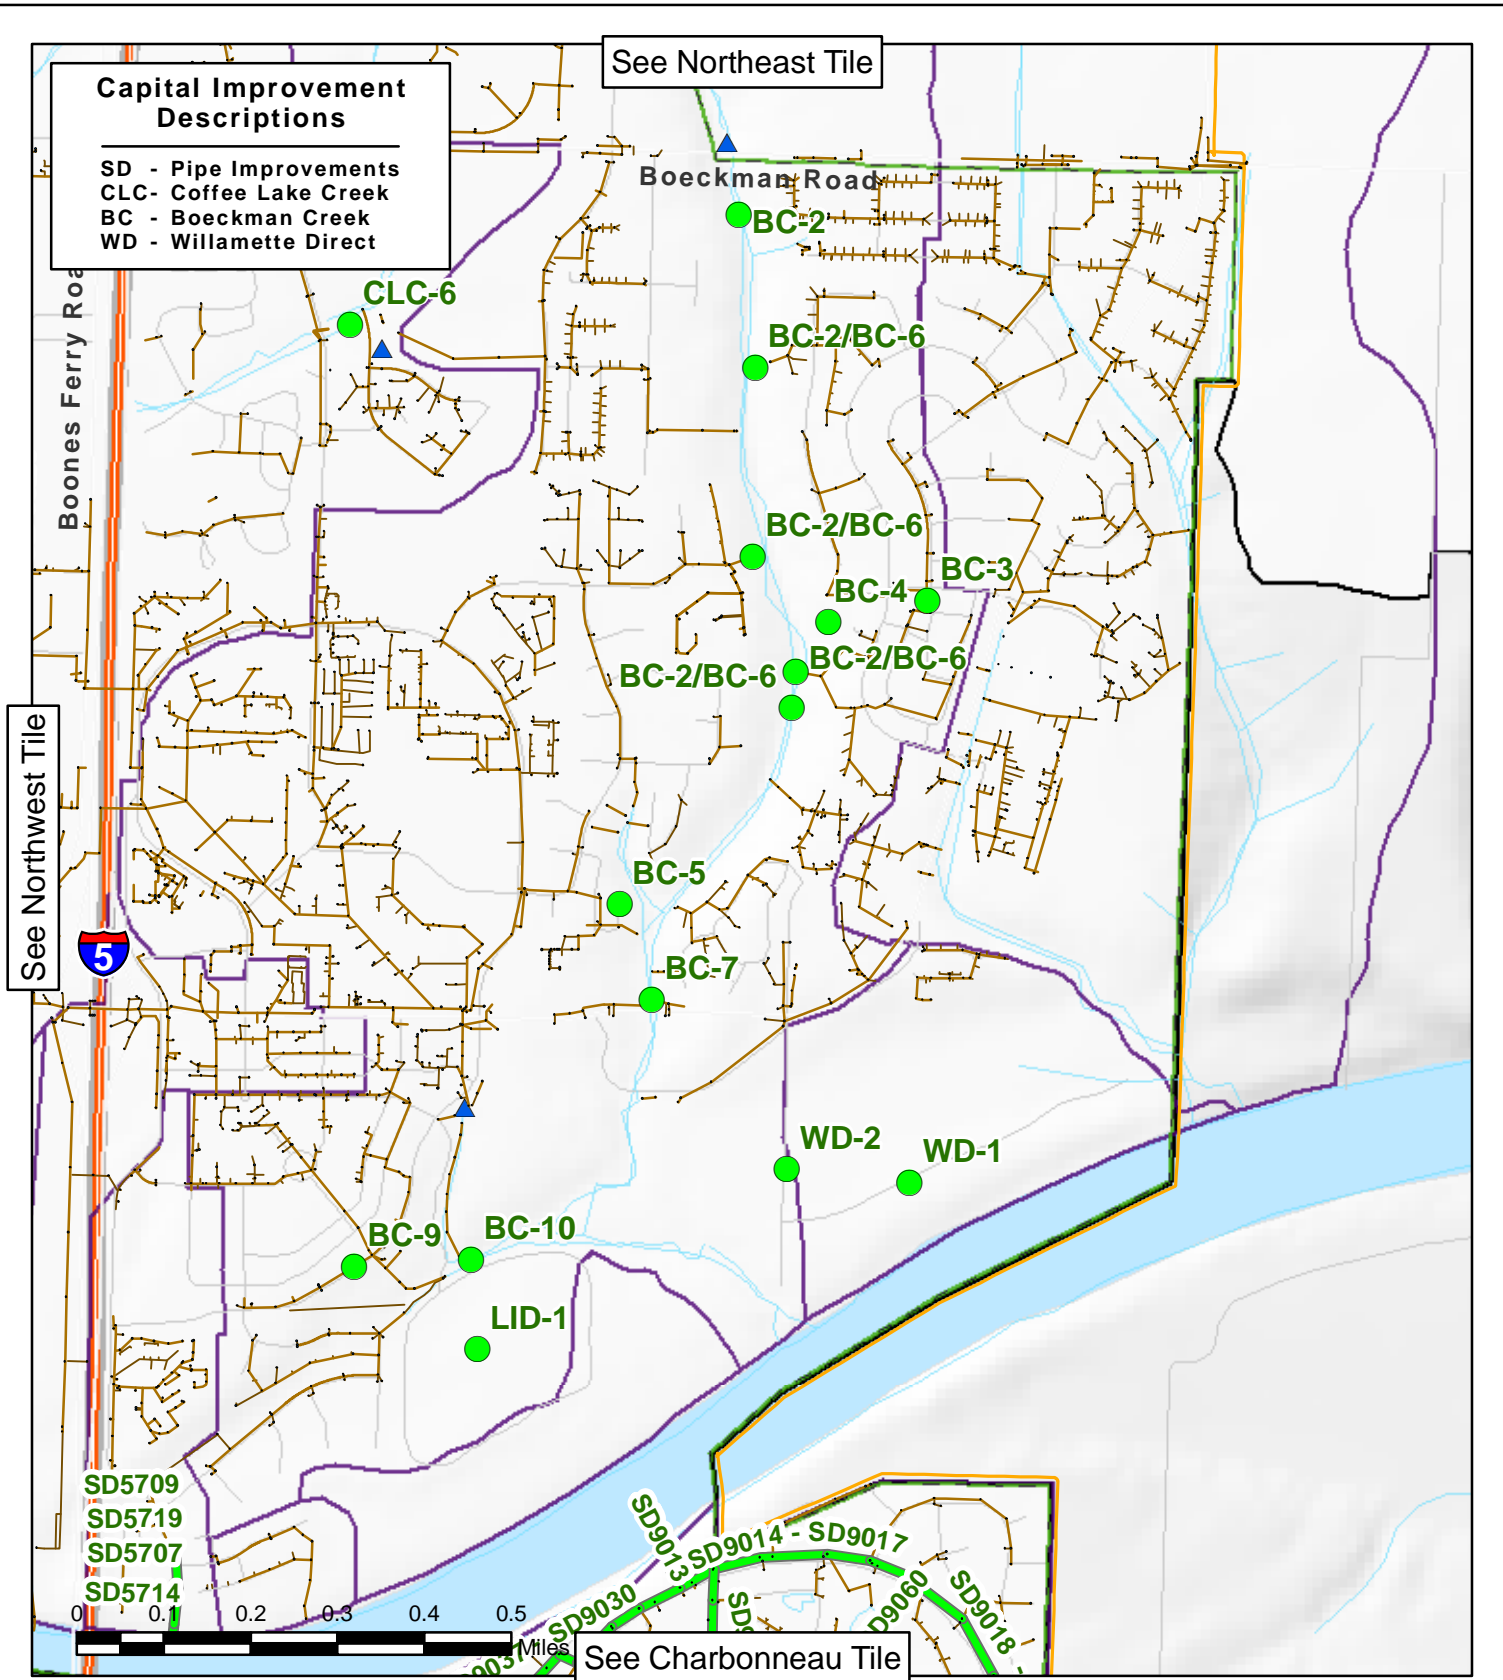 See Northeast Tile
Capital Improvement
Descriptions
SD - Pipe Improvements
CLC- Coffee Lake Creek
BC - Boeckman Creek
WD - Willamette Direct
Boeckman Road
BC-2
CLC-6
BC-2/BC-6
Boones Ferry Roa
BC-2/BC-6
BC-3
BC-4
BC-2/BC-6
BC-2/BC-6
See Northwest Tile
BC-5
5
BC-7
WD-2
WD-1
BC-9
BC-10
LID-1
SD5709
SD5719
SD5707
SD5714
SD9013
SD9014 - SD9017
SD9030
D9060
SD9018 -
9037
0 0.1 0.2 0.3 0.4 0.5
Miles
See Charbonneau Tile